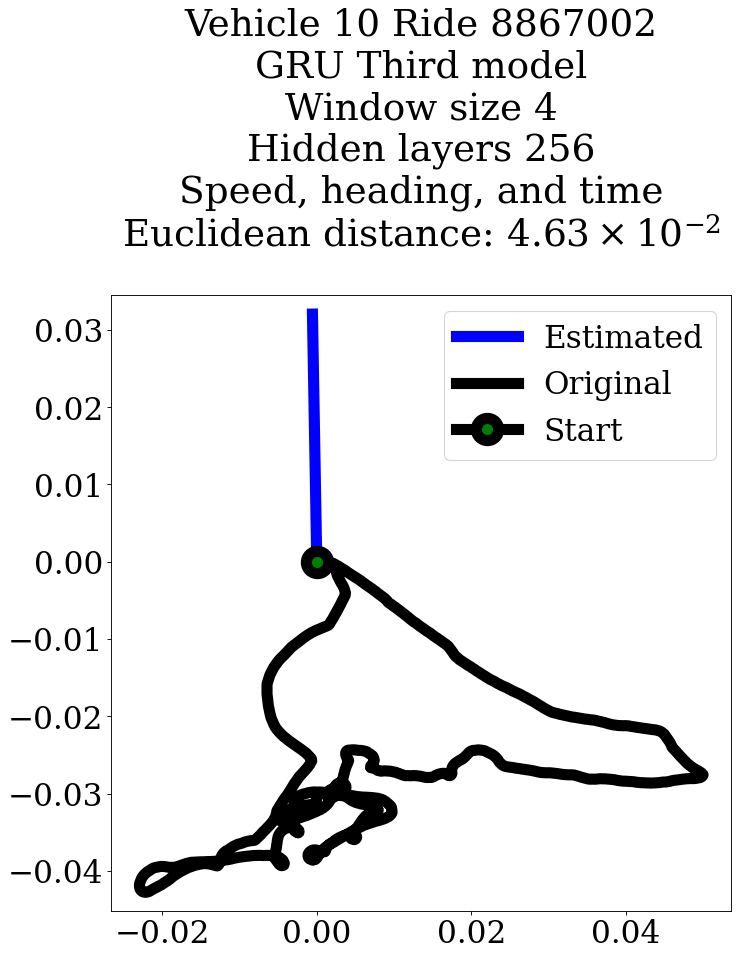 Vehicle 10 Ride 8867002
GRU Third model
Window size 4
Hidden layers 256
Speed, heading, and time
Euclidean distance: 4.63 × 10⁻²
Estimated
Original
Start
0.03
0.02
0.01
0.00
−0.01
−0.02
−0.03
−0.04
−0.02 0.00 0.02 0.04